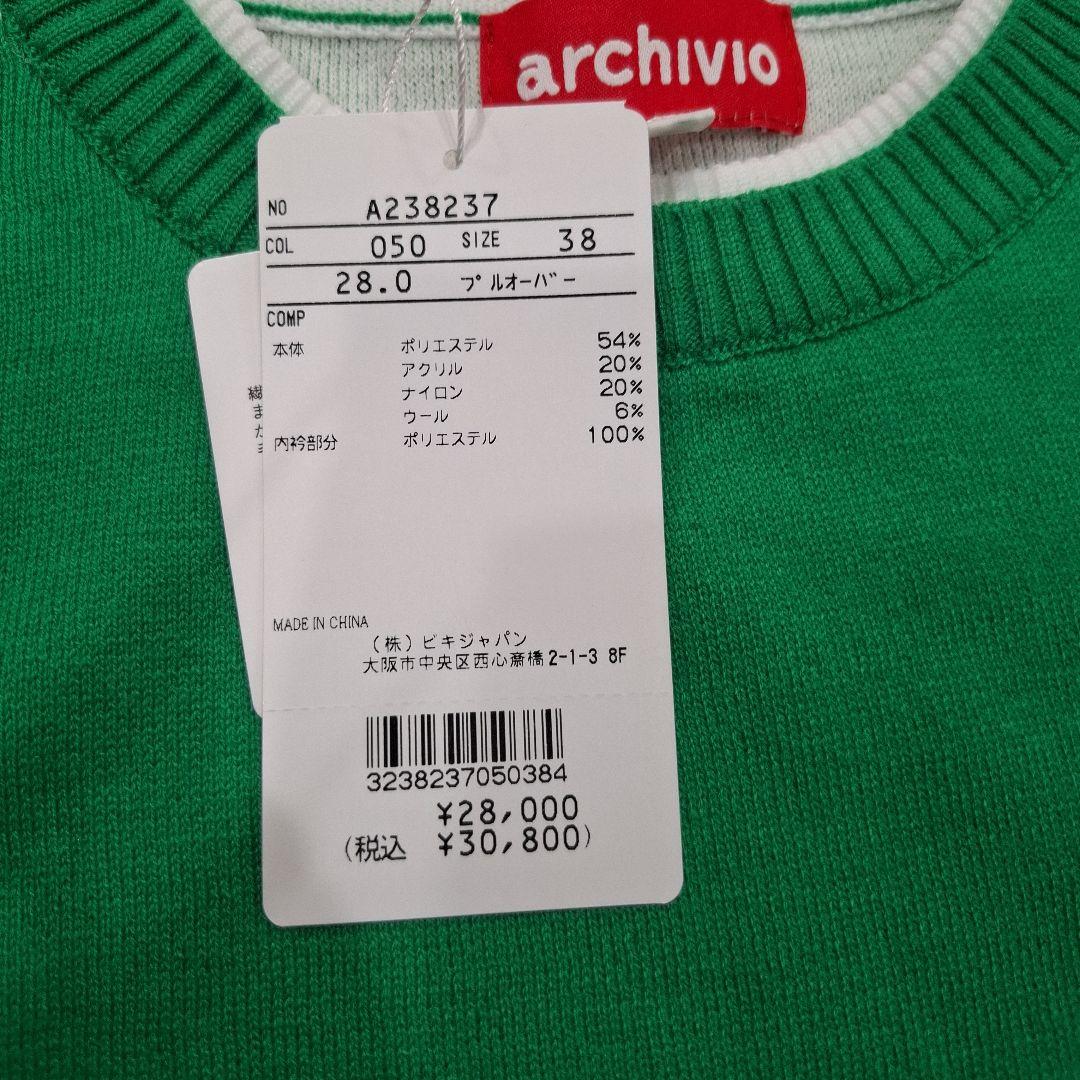 archivio
NO A238237
COL 050 SIZE 38
28.0 プルオーバー
COMP
本体 ポリエステル 54%
アクリル 20%
ナイロン 20%
ウール 6%
内衿部分 ポリエステル 100%
MADE IN CHINA
(株)ビキジャパン
大阪市中央区西心斎橋2-1-3 8F
3238237050384
¥28,000
(税込 ¥30,800)